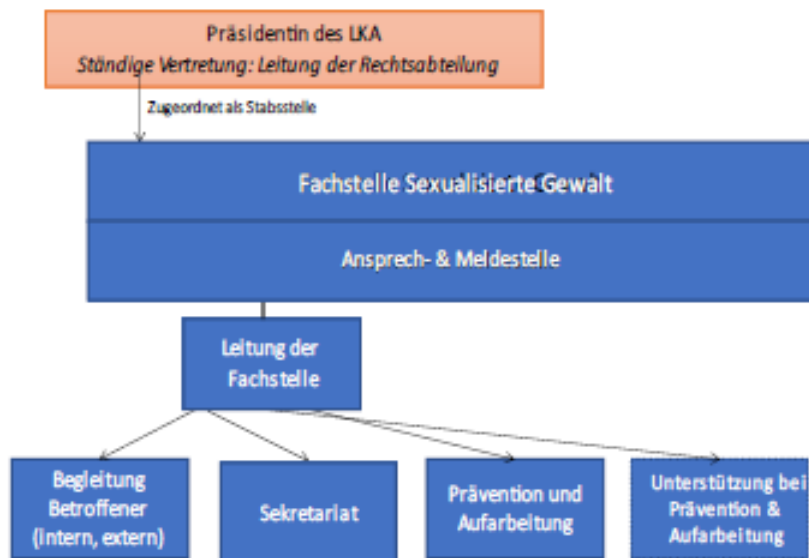 Präsidentin des LKA
Ständige Vertretung: Leitung der Rechtsabteilung
Zugeordnet als Stabsstelle
Fachstelle Sexualisierte Gewalt
Ansprech- & Meldestelle
Leitung der
Fachstelle
Begleitung
Betroffener
(intern, extern)
Sekretariat
Prävention und
Aufarbeitung
Unterstützung bei
Prävention &
Aufarbeitung